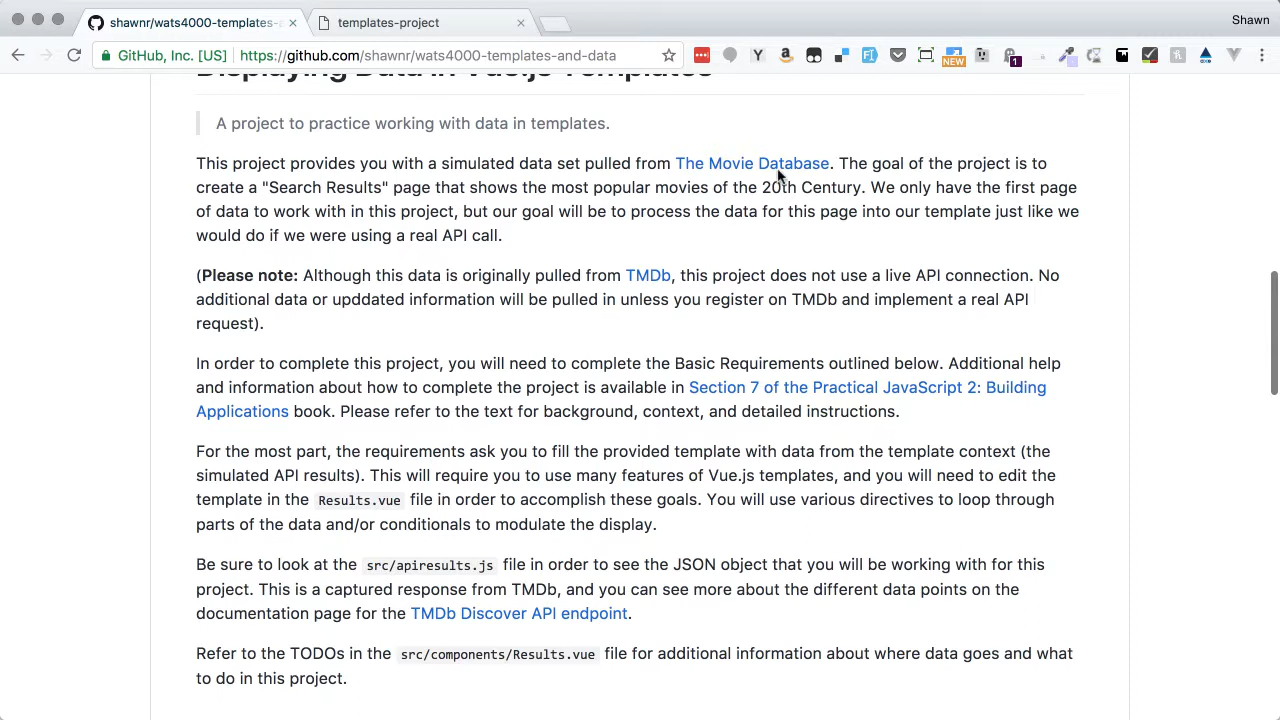 shawnr/wats4000-templates-a
templates-project
Shawn
GitHub, Inc. [US]
https://github.com/shawnr/wats4000-templates-and-data
NEW
1
Displaying Data in Vue.js Templates
A project to practice working with data in templates.
This project provides you with a simulated data set pulled from The Movie Database. The goal of the project is to
create a "Search Results" page that shows the most popular movies of the 20th Century. We only have the first page
of data to work with in this project, but our goal will be to process the data for this page into our template just like we
would do if we were using a real API call.
(Please note: Although this data is originally pulled from TMDb, this project does not use a live API connection. No
additional data or upddated information will be pulled in unless you register on TMDb and implement a real API
request).
In order to complete this project, you will need to complete the Basic Requirements outlined below. Additional help
and information about how to complete the project is available in Section 7 of the Practical JavaScript 2: Building
Applications book. Please refer to the text for background, context, and detailed instructions.
For the most part, the requirements ask you to fill the provided template with data from the template context (the
simulated API results). This will require you to use many features of Vue.js templates, and you will need to edit the
template in the Results.vue file in order to accomplish these goals. You will use various directives to loop through
parts of the data and/or conditionals to modulate the display.
Be sure to look at the src/apiresults.js file in order to see the JSON object that you will be working with for this
project. This is a captured response from TMDb, and you can see more about the different data points on the
documentation page for the TMDb Discover API endpoint.
Refer to the TODOs in the src/components/Results.vue file for additional information about where data goes and what
to do in this project.